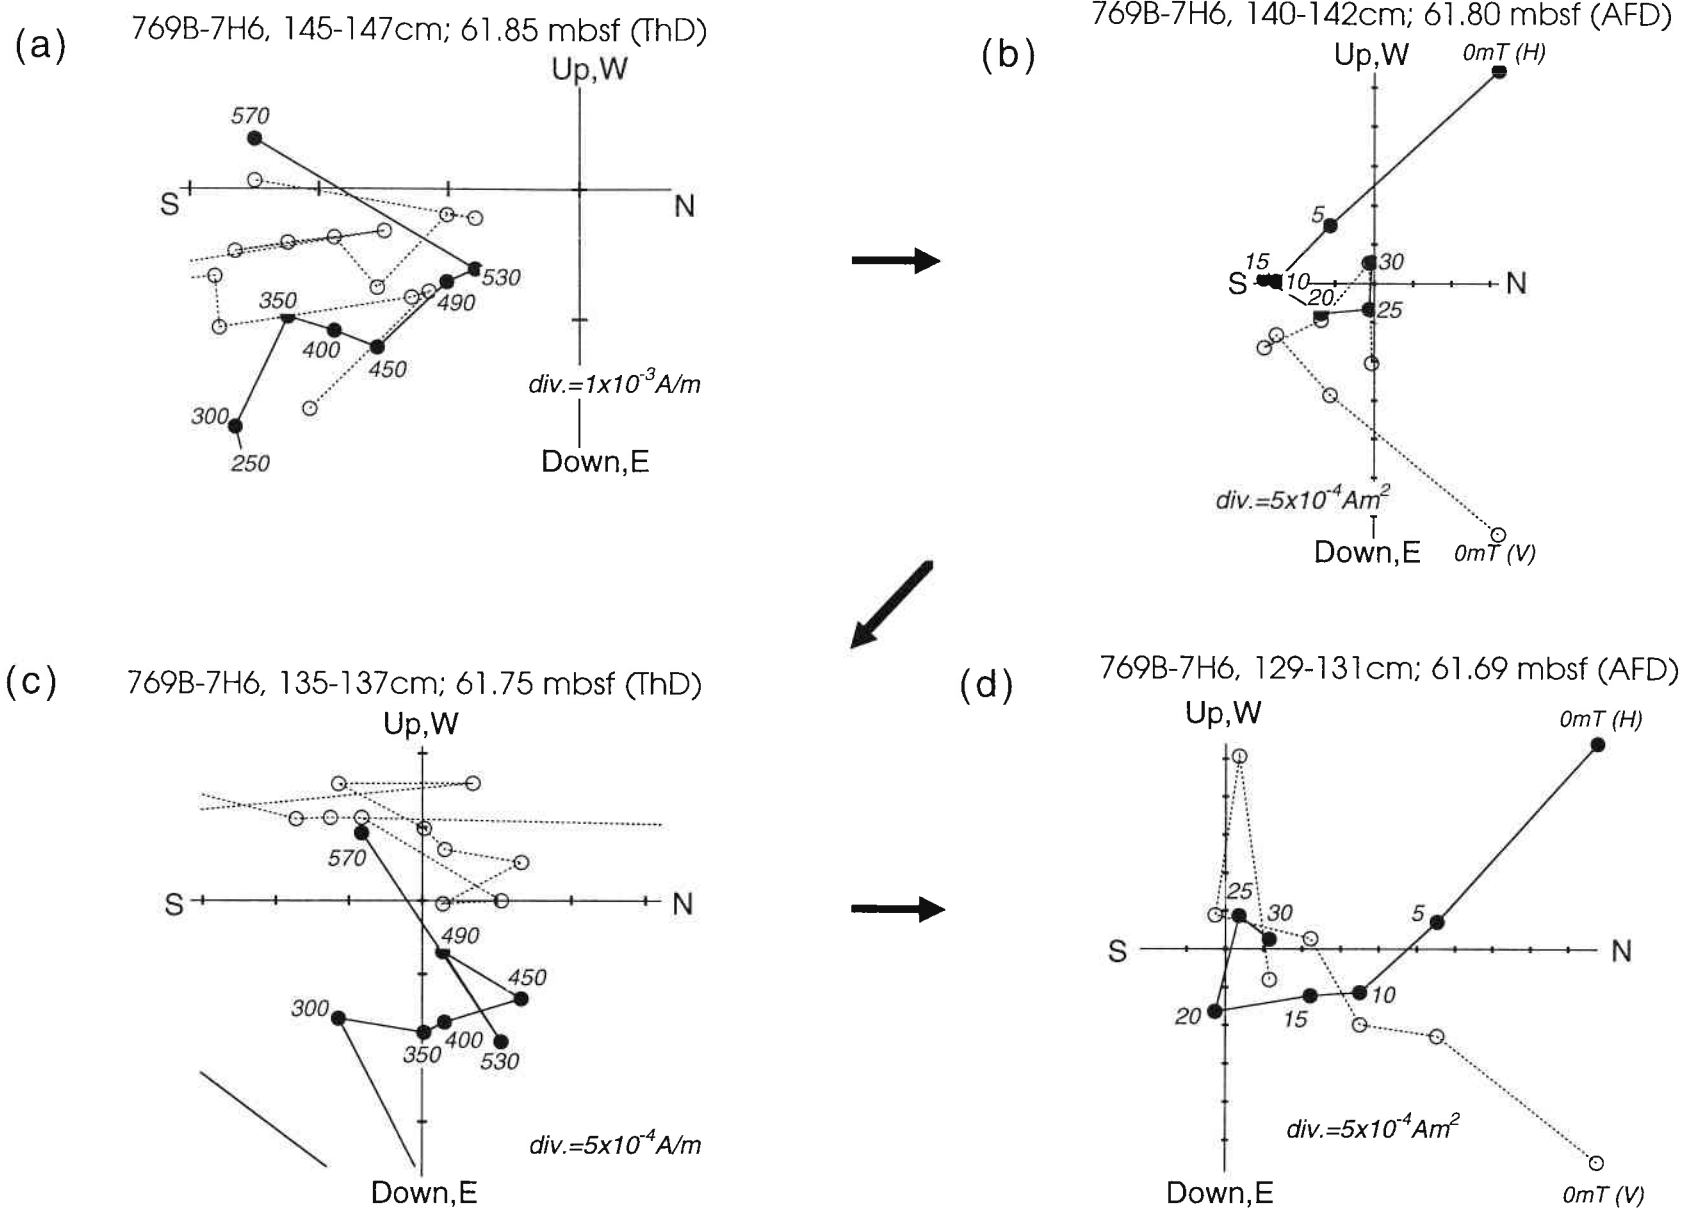 (a)
769B-7H6, 145-147cm; 61.85 mbsf (ThD)
Up,W
570
S
N
530
490
350
400
450
300
250
div.=1x10⁻³A/m
Down,E
(b)
769B-7H6, 140-142cm; 61.80 mbsf (AFD)
Up,W
0mT (H)
5
15
10
30
S
N
20
25
div.=5x10⁻⁴Am²
Down,E
0mT (V)
(c)
769B-7H6, 135-137cm; 61.75 mbsf (ThD)
Up,W
570
S
N
490
450
300
350
400
530
div.=5x10⁻⁴A/m
Down,E
(d)
769B-7H6, 129-131cm; 61.69 mbsf (AFD)
Up,W
0mT (H)
25
30
5
S
N
20
15
10
div.=5x10⁻⁴Am²
Down,E
0mT (V)